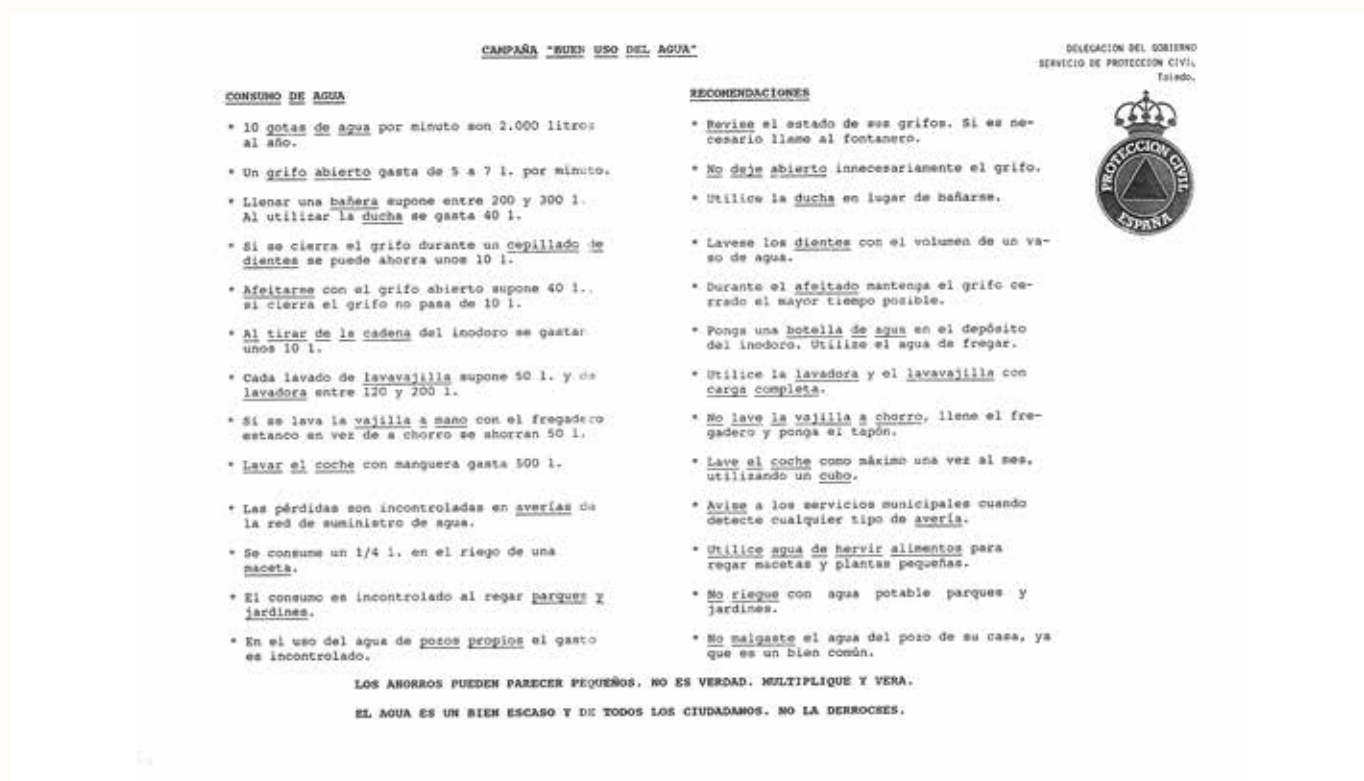 CAMPAÑA "BUEN USO DEL AGUA"
DELEGACION DEL GOBIERNO
SERVICIO DE PROTECCION CIVIL
Toledo.
CONSUMO DE AGUA
* 10 gotas de agua por minuto son 2.000 litros
al año.
* Un grifo abierto gasta de 5 a 7 l. por minuto.
* Llenar una bañera supone entre 200 y 300 l.
Al utilizar la ducha se gasta 40 l.
* Si se cierra el grifo durante un cepillado de
dientes se puede ahorra unos 10 l.
* Afeitarse con el grifo abierto supone 40 l.,
si cierra el grifo no pasa de 10 l.
* Al tirar de la cadena del inodoro se gastan
unos 10 l.
* Cada lavado de lavavajilla supone 50 l. y de
lavadora entre 120 y 200 l.
* Si se lava la vajilla a mano con el fregadero
estanco en vez de a chorro se ahorran 50 l.
* Lavar el coche con manguera gasta 500 l.
* Las pérdidas son incontroladas en averías de
la red de suministro de agua.
* Se consume un 1/4 l. en el riego de una
maceta.
* El consumo es incontrolado al regar parques y
jardines.
* En el uso del agua de pozos propios el gasto
es incontrolado.
RECOMENDACIONES
* Revise el estado de sus grifos. Si es ne-
cesario llame al fontanero.
* No deje abierto innecesariamente el grifo.
* Utilice la ducha en lugar de bañarse.
* Lavese los dientes con el volumen de un va-
so de agua.
* Durante el afeitado mantenga el grifo ce-
rrado el mayor tiempo posible.
* Ponga una botella de agua en el depósito
del inodoro. Utilize el agua de fregar.
* Utilice la lavadora y el lavavajilla con
carga completa.
* No lave la vajilla a chorro, llene el fre-
gadero y ponga el tapón.
* Lave el coche como máximo una vez al mes,
utilizando un cubo.
* Avise a los servicios municipales cuando
detecte cualquier tipo de avería.
* Utilice agua de hervir alimentos para
regar macetas y plantas pequeñas.
* No riegue con agua potable parques y
jardines.
* No malgaste el agua del pozo de su casa, ya
que es un bien común.
PROTECCION CIVIL
ESPAÑA
LOS AHORROS PUEDEN PARECER PEQUEÑOS. NO ES VERDAD. MULTIPLIQUE Y VERA.
EL AGUA ES UN BIEN ESCASO Y DE TODOS LOS CIUDADANOS. NO LA DERROCHES.